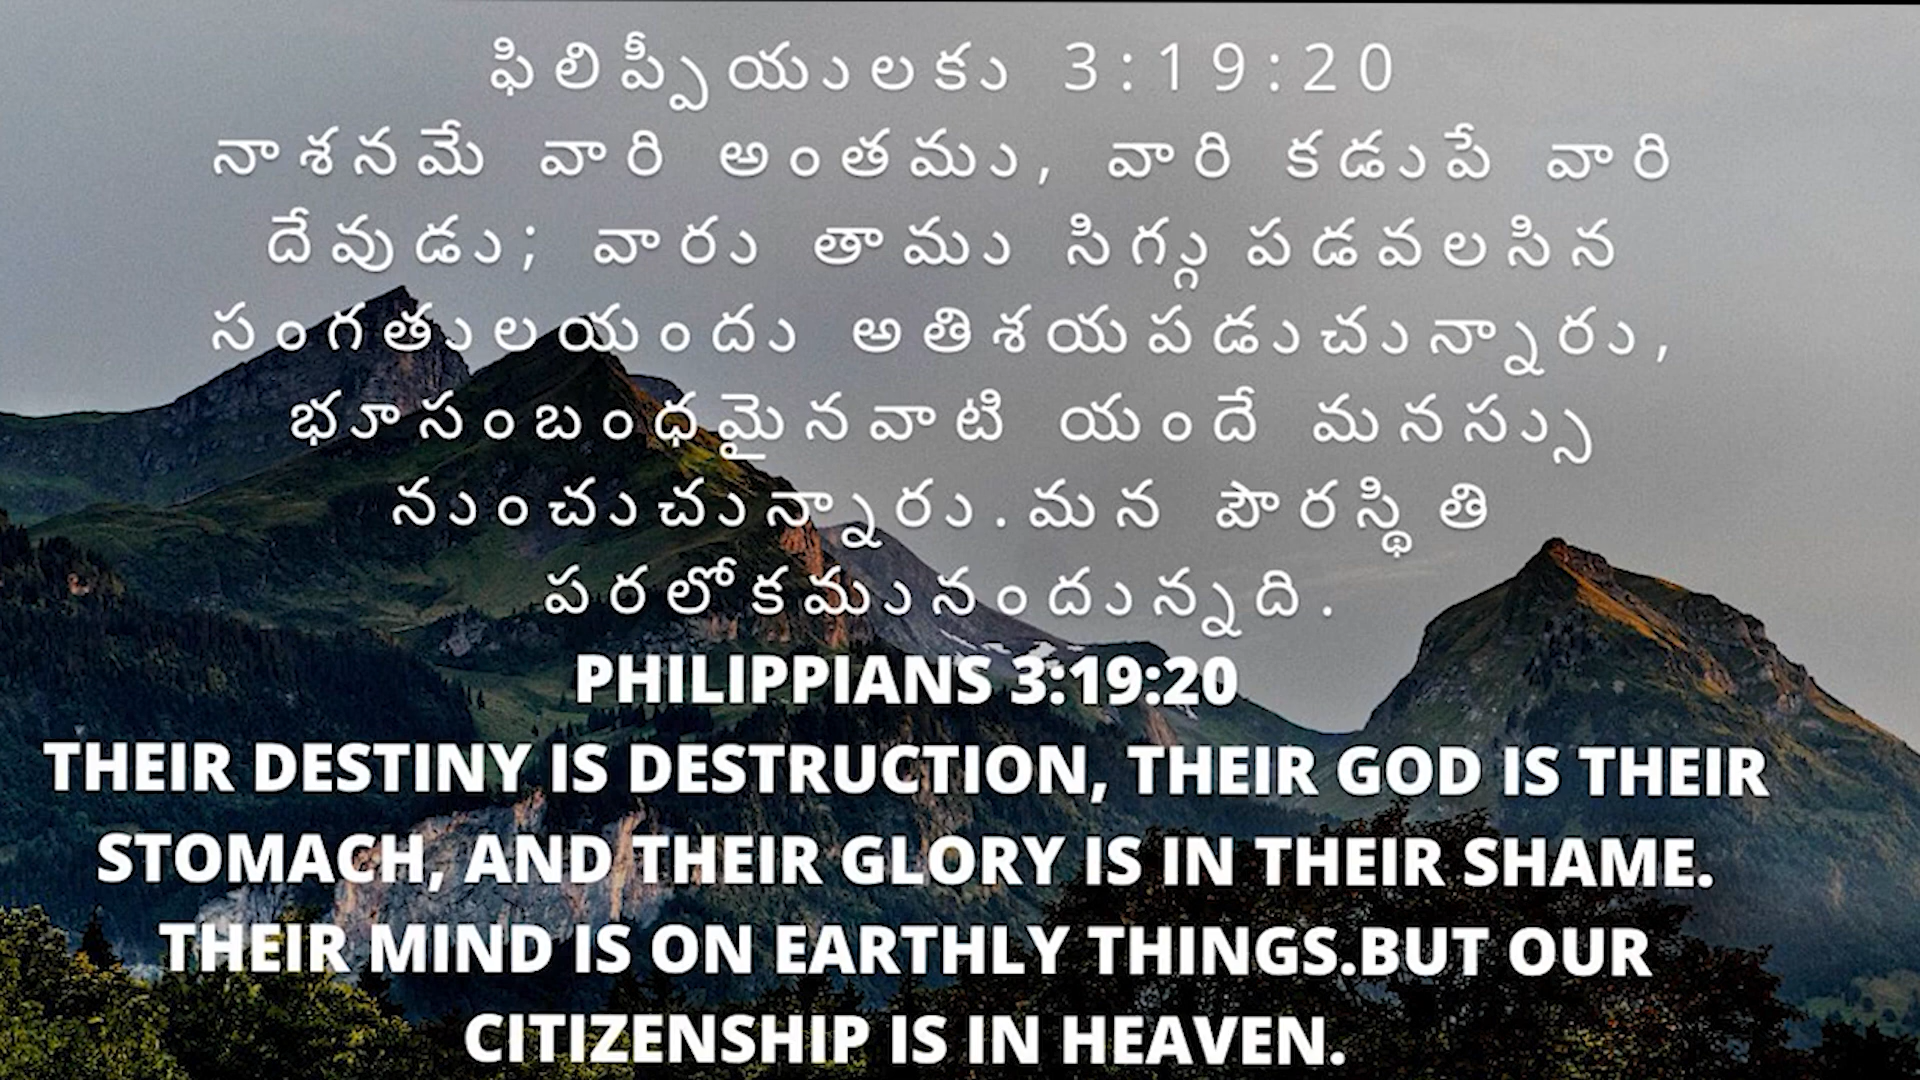 ఫిలిప్పీయులకు 3:19:20
నాశనమే వారి అంతము, వారి కడుపే వారి
దేవుడు; వారు తాము సిగ్గు పడవలసిన
సంగతులయందు అతిశయపడుచున్నారు,
భూసంబంధమైనవాటి యందే మనస్సు
నుంచుచున్నారు.మన పౌరస్థితి
పరలోకమునందున్నది.
PHILIPPIANS 3:19:20
THEIR DESTINY IS DESTRUCTION, THEIR GOD IS THEIR
STOMACH, AND THEIR GLORY IS IN THEIR SHAME.
THEIR MIND IS ON EARTHLY THINGS.BUT OUR
CITIZENSHIP IS IN HEAVEN.